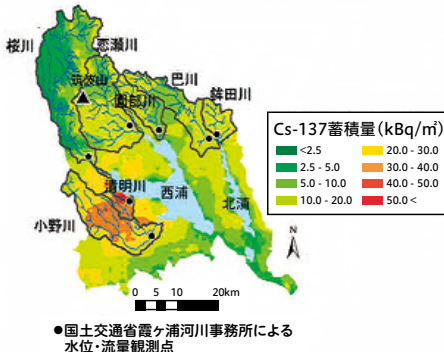 恋瀬川
桜川
筑波山
巴川
園部川
鉾田川
清明川
西浦
北浦
小野川
Cs-137蓄積量(kBq/㎡)
<2.5
2.5 - 5.0
5.0 - 10.0
10.0 - 20.0
20.0 - 30.0
30.0 - 40.0
40.0 - 50.0
50.0 <
N
0 5 10 20km
●国土交通省霞ヶ浦河川事務所による
水位・流量観測点